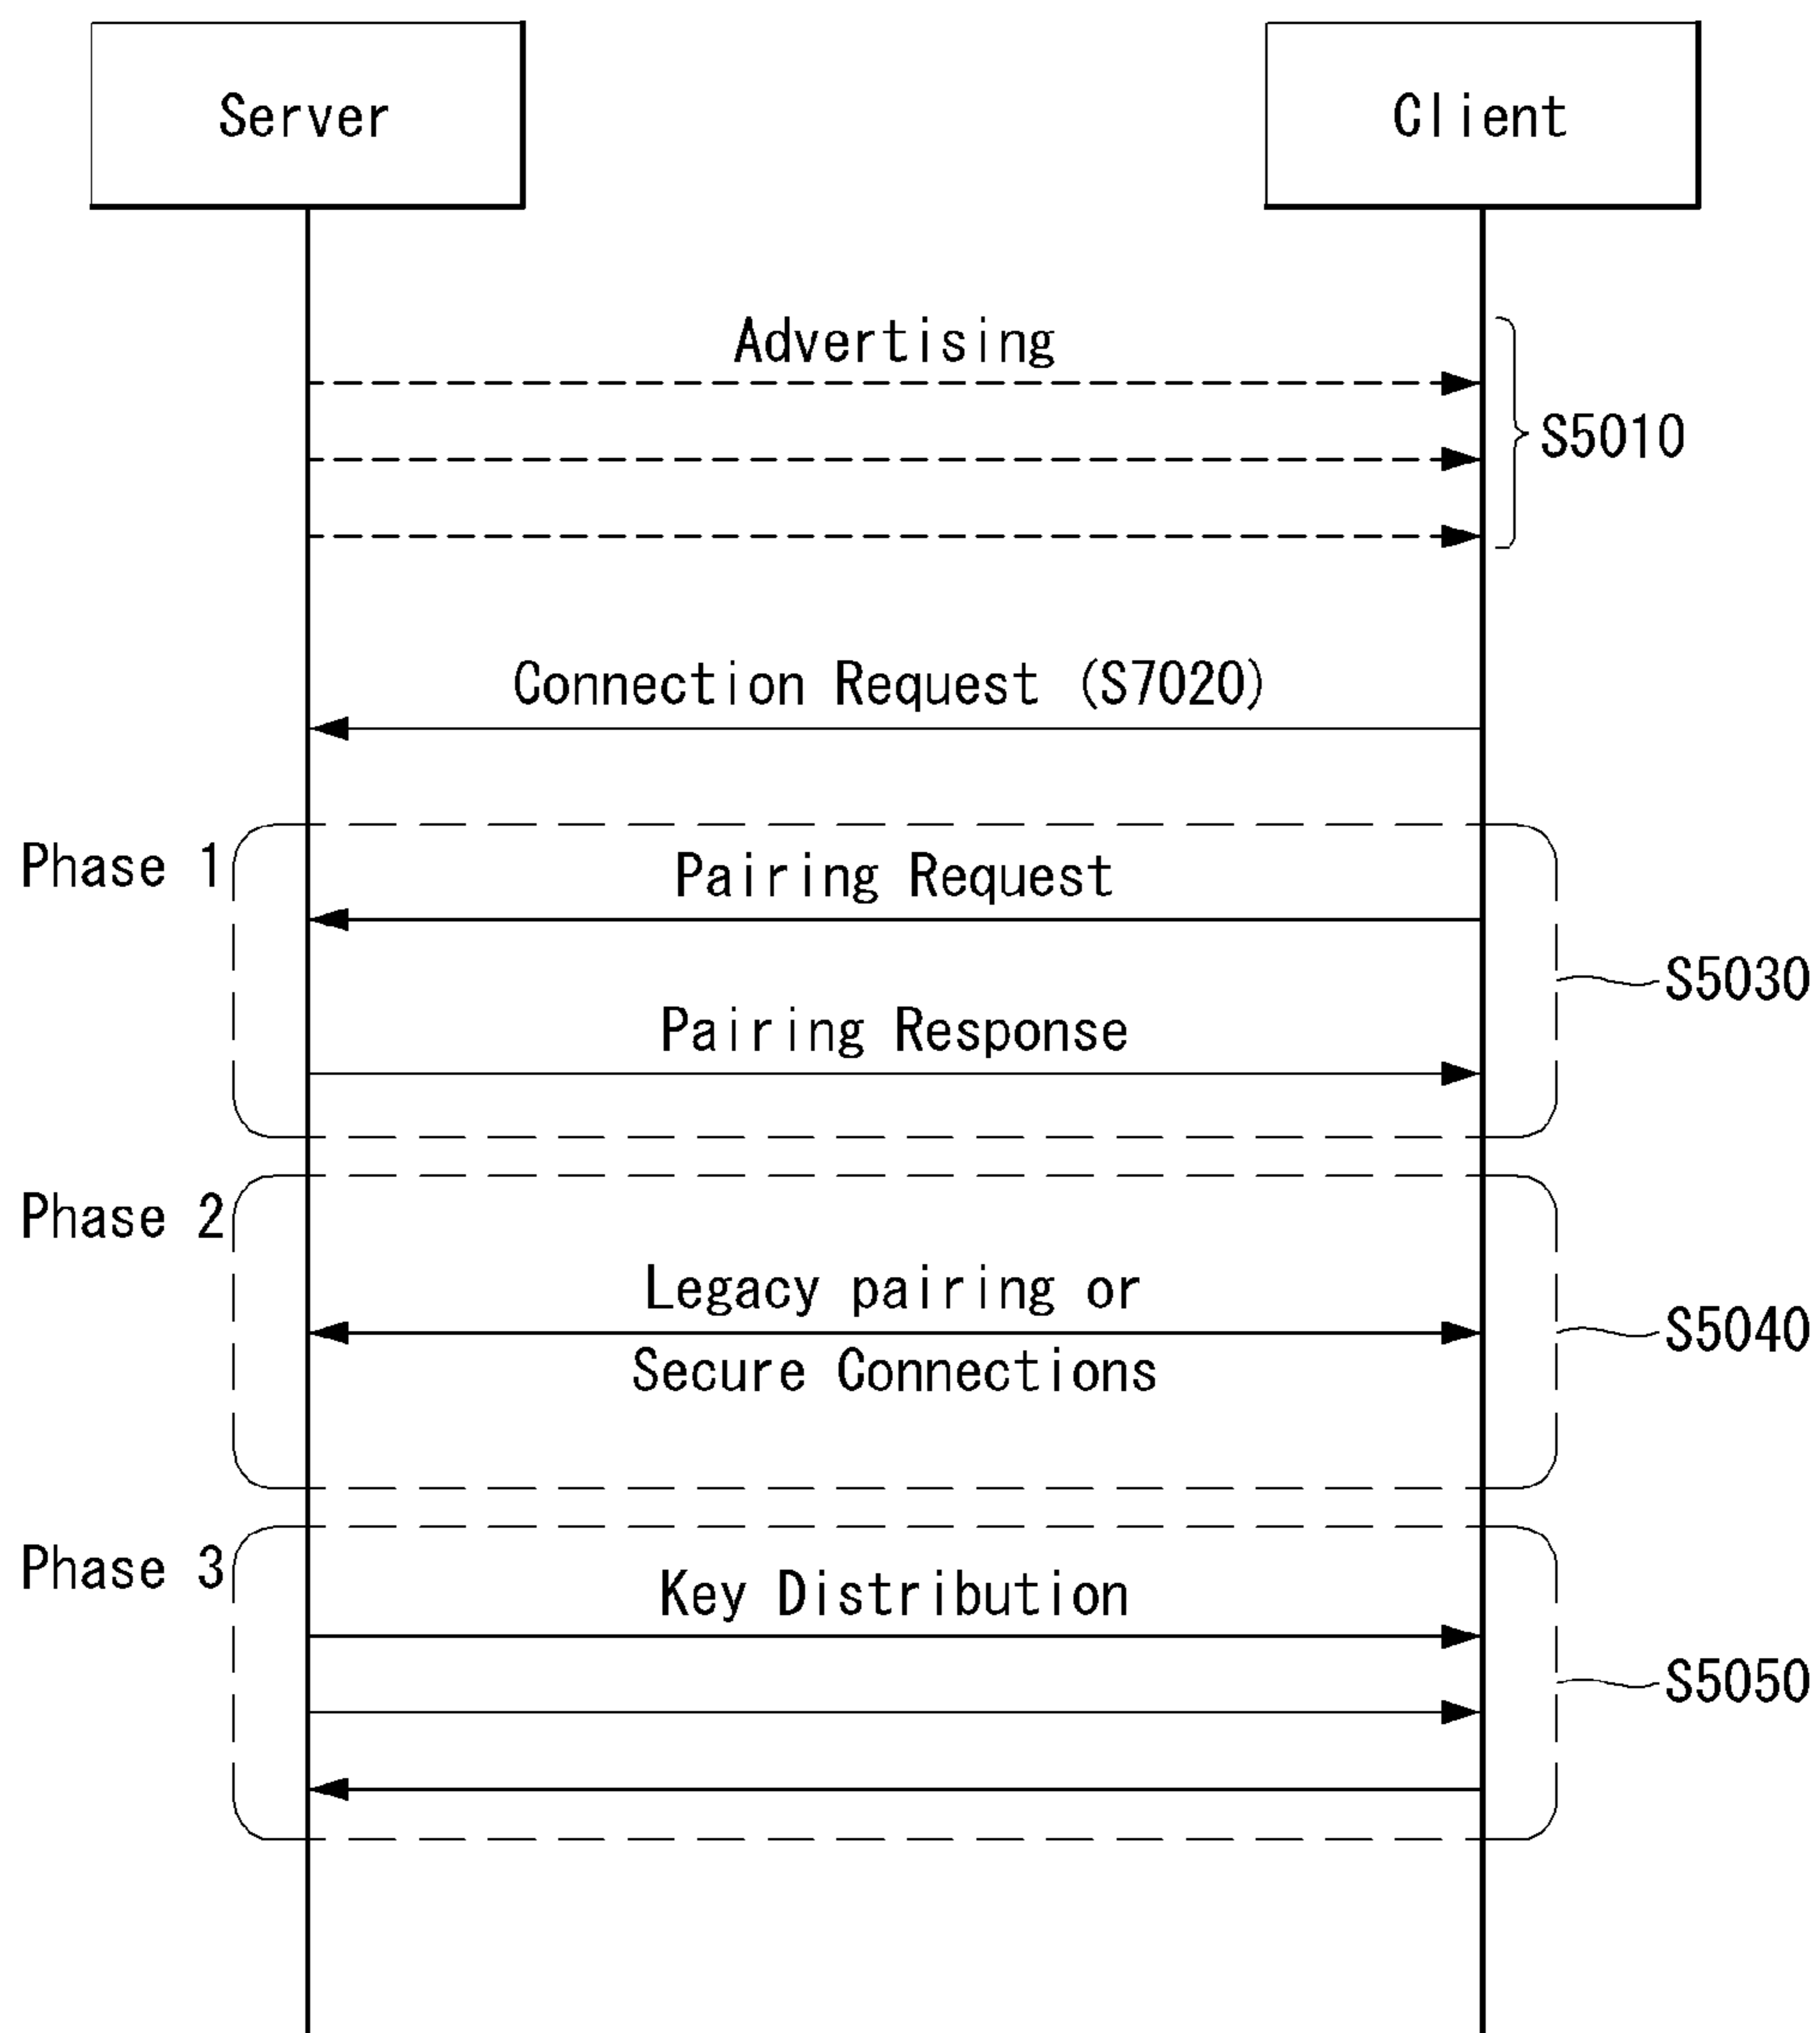 Server
Client
Advertising
S5010
Connection Request (S7020)
Phase 1
Pairing Request
S5030
Pairing Response
Phase 2
Legacy pairing or
S5040
Secure Connections
Phase 3
Key Distribution
S5050